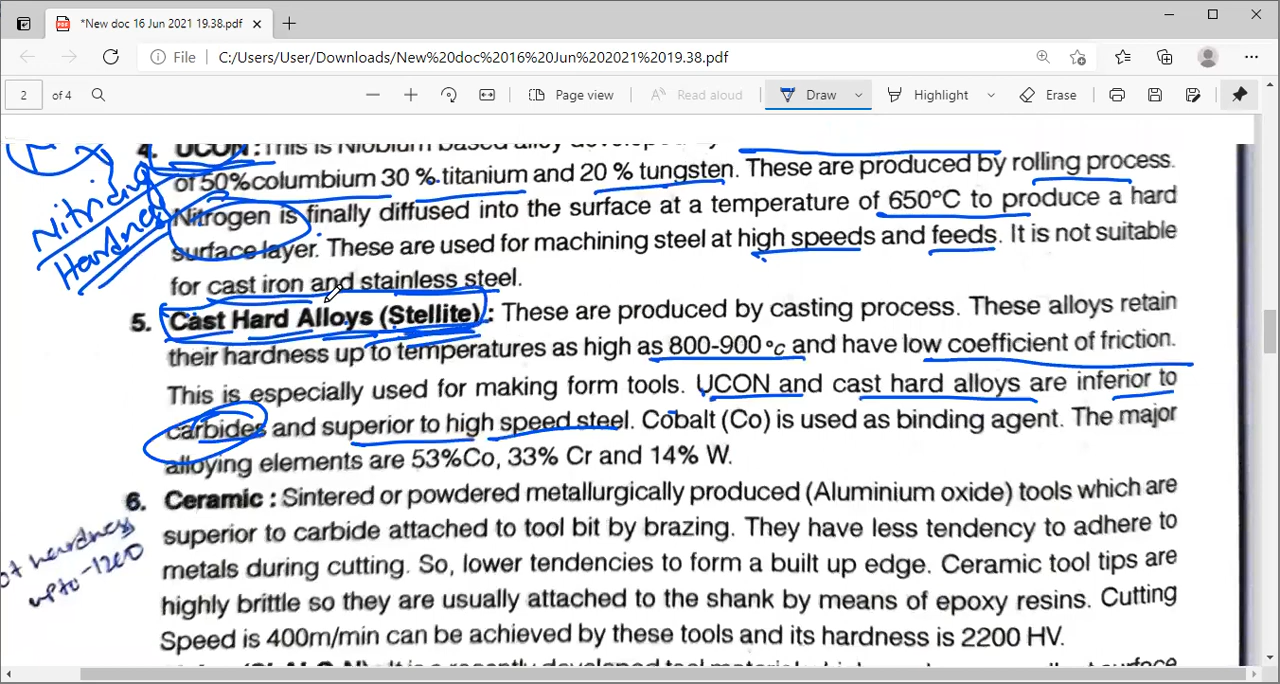 *New doc 16 Jun 2021 19.38.pdf
File C:/Users/User/Downloads/New%20doc%2016%20Jun%202021%2019.38.pdf
2 of 4 Page view Read aloud Draw Highlight Erase
4. UCON : This is Niobium based alloy developed by
of 50%columbium 30 % titanium and 20 % tungsten. These are produced by rolling process.
Nitrogen is finally diffused into the surface at a temperature of 650°C to produce a hard
surface layer. These are used for machining steel at high speeds and feeds. It is not suitable
for cast iron and stainless steel.
Nitriding
Hardness
5. Cast Hard Alloys (Stellite) : These are produced by casting process. These alloys retain
their hardness up to temperatures as high as 800-900°c and have low coefficient of friction.
This is especially used for making form tools. UCON and cast hard alloys are inferior to
carbides and superior to high speed steel. Cobalt (Co) is used as binding agent. The major
alloying elements are 53%Co, 33% Cr and 14% W.
6. Ceramic : Sintered or powdered metallurgically produced (Aluminium oxide) tools which are
superior to carbide attached to tool bit by brazing. They have less tendency to adhere to
metals during cutting. So, lower tendencies to form a built up edge. Ceramic tool tips are
highly brittle so they are usually attached to the shank by means of epoxy resins. Cutting
Speed is 400m/min can be achieved by these tools and its hardness is 2200 HV.
hardness
upto-1200